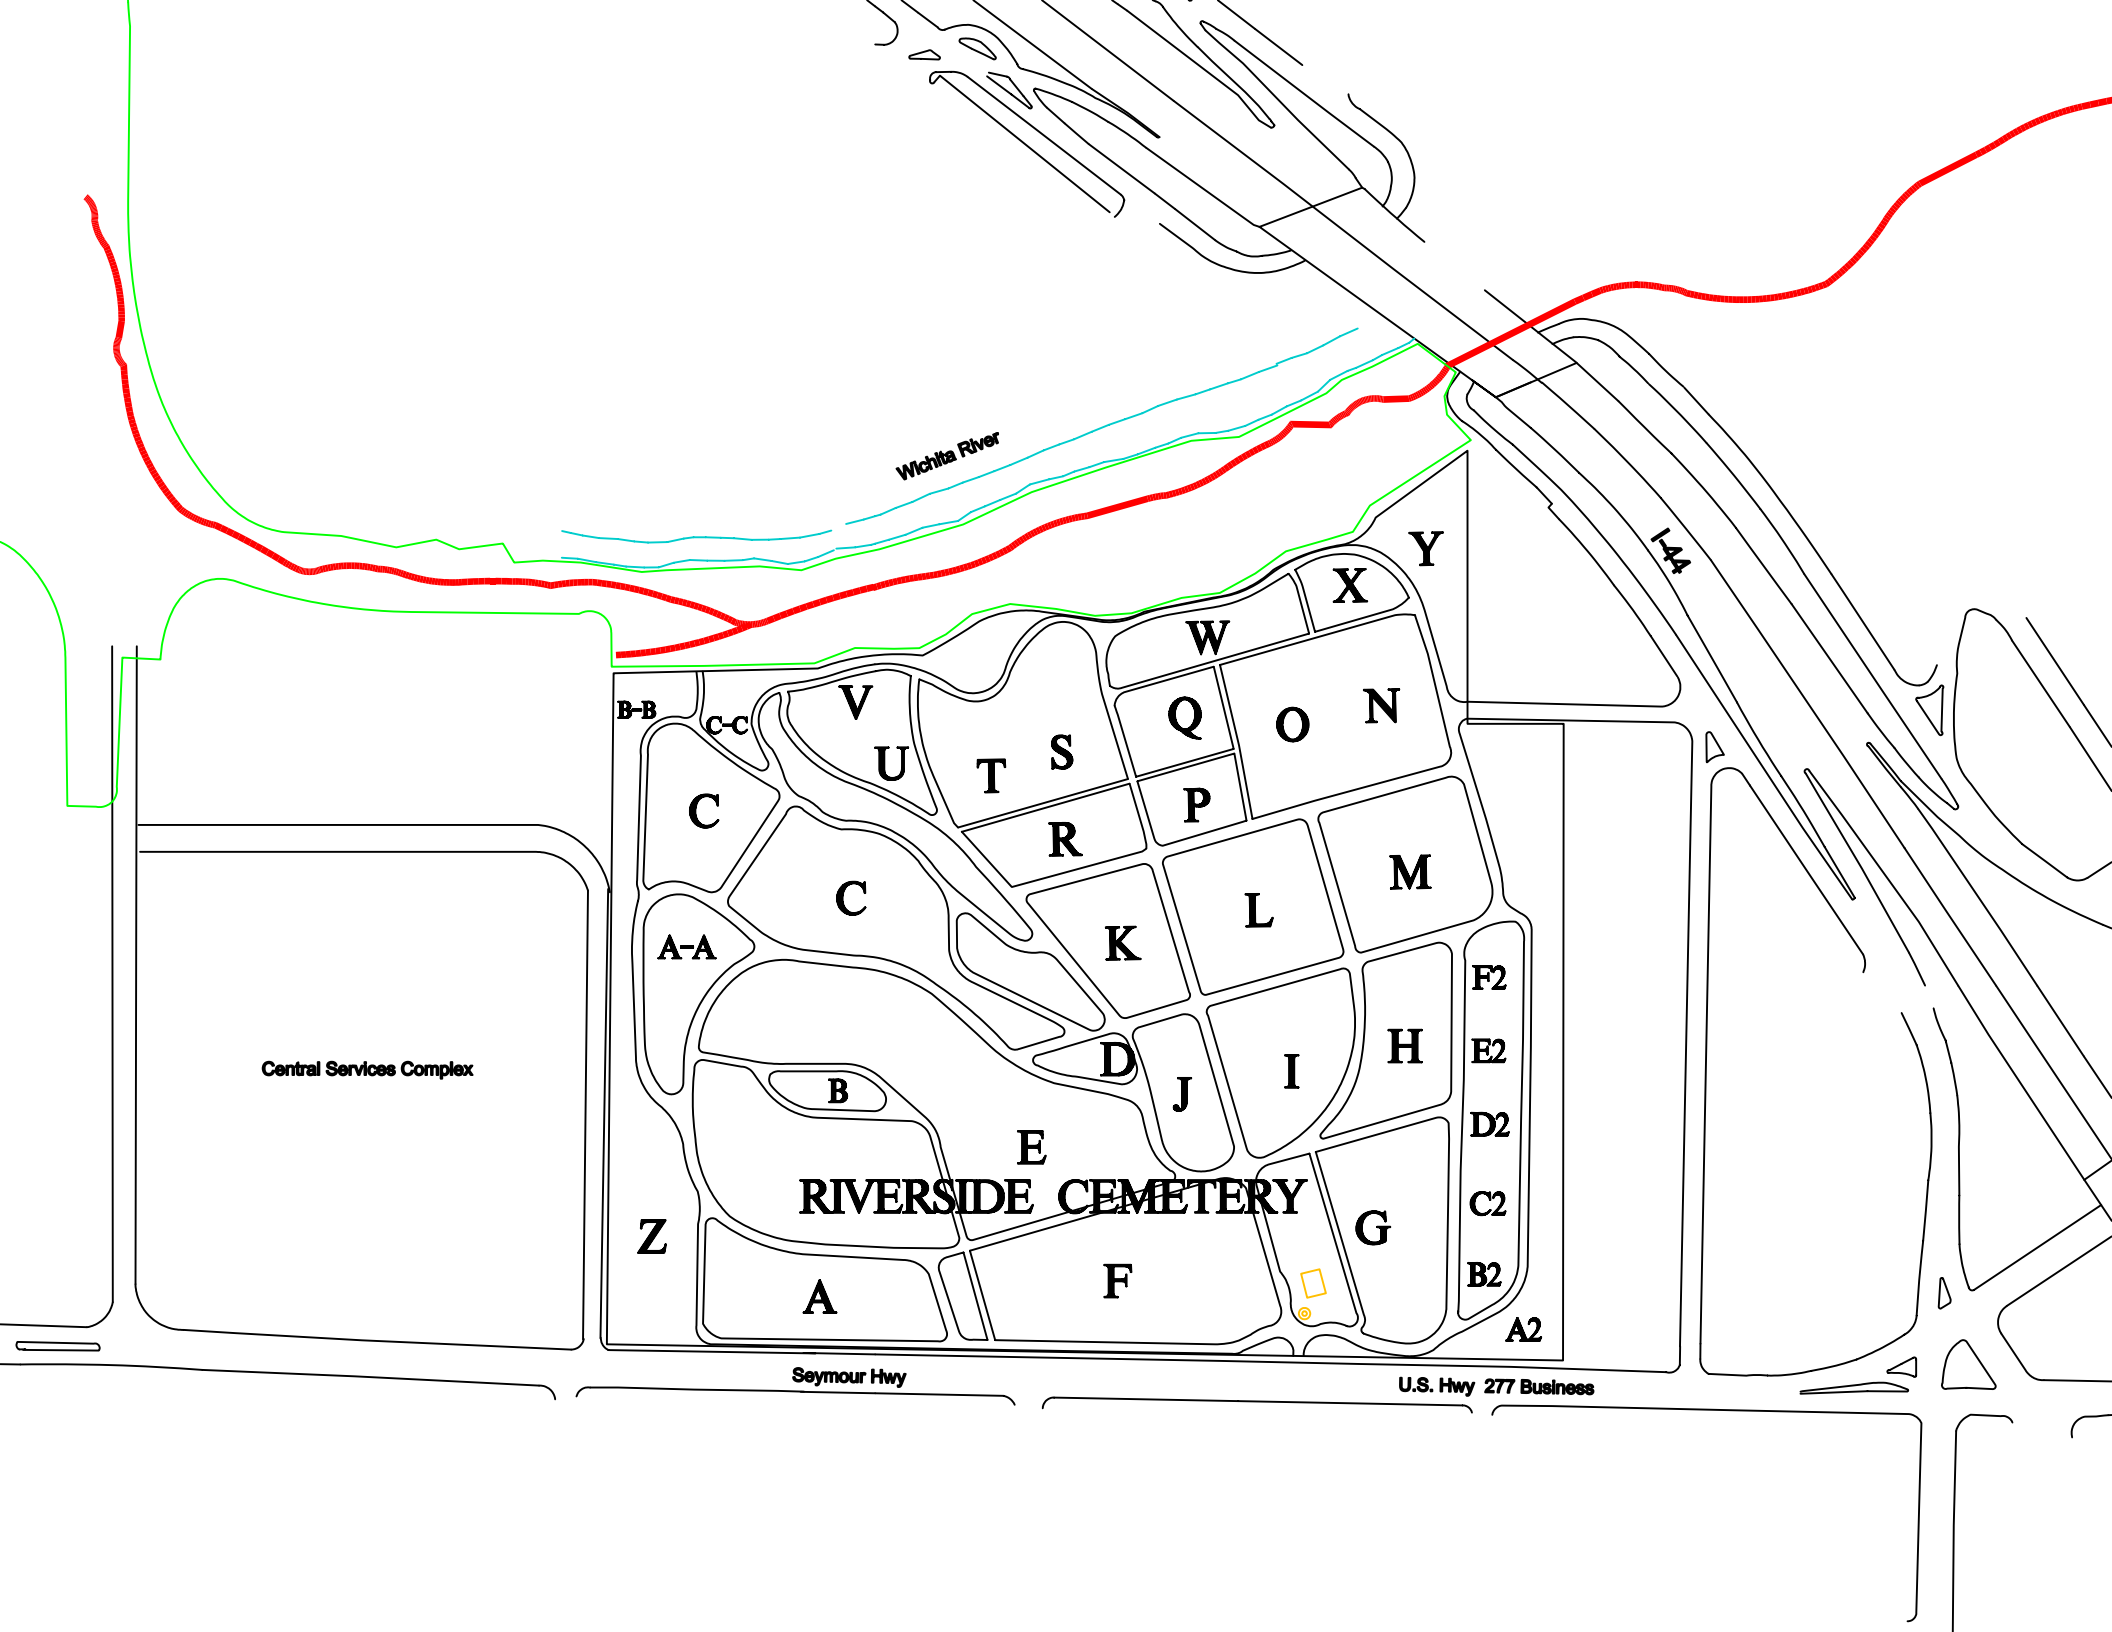 Wichita River
I-44
Y
X
W
B-B
C-C
V
U
T
S
Q
O
N
P
C
R
M
C
L
K
A-A
F2
E2
H
D
I
J
B
Central Services Complex
D2
E
RIVERSIDE CEMETERY
C2
G
Z
B2
F
A
A2
Seymour Hwy
U.S. Hwy 277 Business